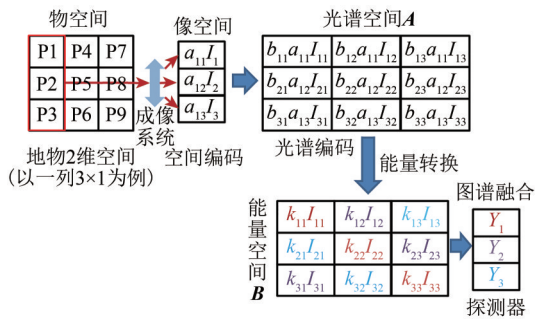 物空间
像空间
光谱空间A
P1 P4 P7
P2 P5 P8
P3 P6 P9
a₁₁I₁
a₁₂I₂
a₁₃I₃
b₁₁a₁₁I₁₁ b₁₂a₁₁I₁₂ b₁₃a₁₁I₁₃
b₂₁a₁₂I₂₁ b₂₂a₁₂I₂₂ b₂₃a₁₂I₂₃
b₃₁a₁₃I₃₁ b₃₂a₁₃I₃₂ b₃₃a₁₃I₃₃
成像
系统
地物2维空间
(以一列3×1为例)
空间编码
光谱编码
能量转换
能量空间B
k₁₁I₁₁ k₁₂I₁₂ k₁₃I₁₃
k₂₁I₂₁ k₂₂I₂₂ k₂₃I₂₃
k₃₁I₃₁ k₃₂I₃₂ k₃₃I₃₃
图谱融合
Y₁
Y₂
Y₃
探测器